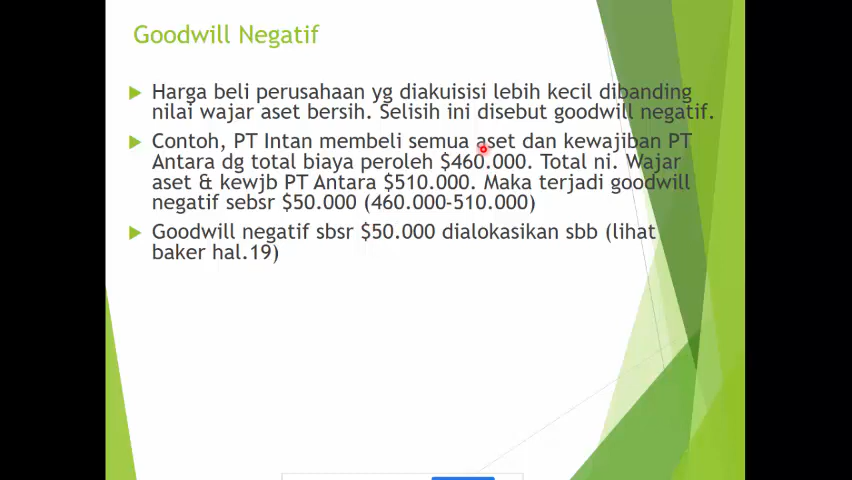 Goodwill Negatif
Harga beli perusahaan yg diakuisisi lebih kecil dibanding
nilai wajar aset bersih. Selisih ini disebut goodwill negatif.
Contoh, PT Intan membeli semua aset dan kewajiban PT
Antara dg total biaya peroleh $460.000. Total ni. Wajar
aset & kewjb PT Antara $510.000. Maka terjadi goodwill
negatif sebsr $50.000 (460.000-510.000)
Goodwill negatif sbsr $50.000 dialokasikan sbb (lihat
baker hal.19)